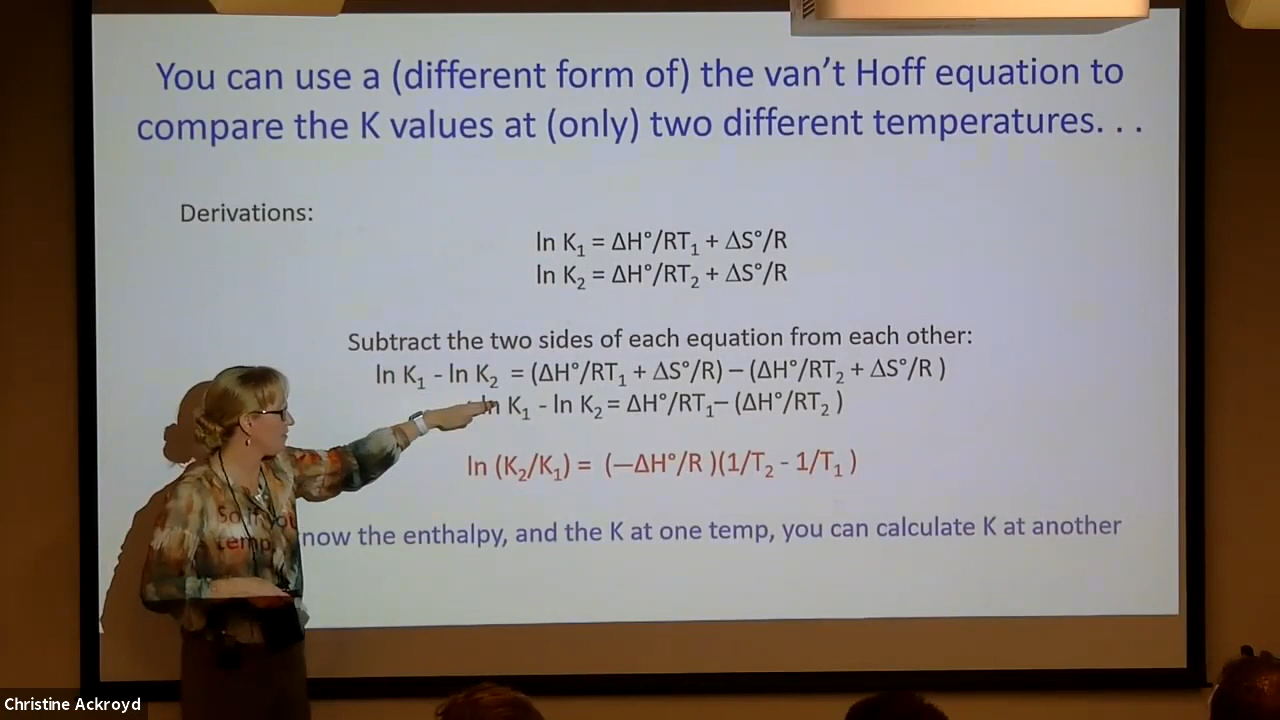 You can use a (different form of) the van’t Hoff equation to
compare the K values at (only) two different temperatures. . .
Derivations:
ln K₁ = ΔH°/RT₁ + ΔS°/R
ln K₂ = ΔH°/RT₂ + ΔS°/R
Subtract the two sides of each equation from each other:
ln K₁ - ln K₂ = (ΔH°/RT₁ + ΔS°/R) – (ΔH°/RT₂ + ΔS°/R )
ln K₁ - ln K₂ = ΔH°/RT₁– (ΔH°/RT₂ )
ln (K₂/K₁) = (—ΔH°/R )(1/T₂ - 1/T₁ )
So if you now the enthalpy, and the K at one temp, you can calculate K at another
temp
Christine Ackroyd